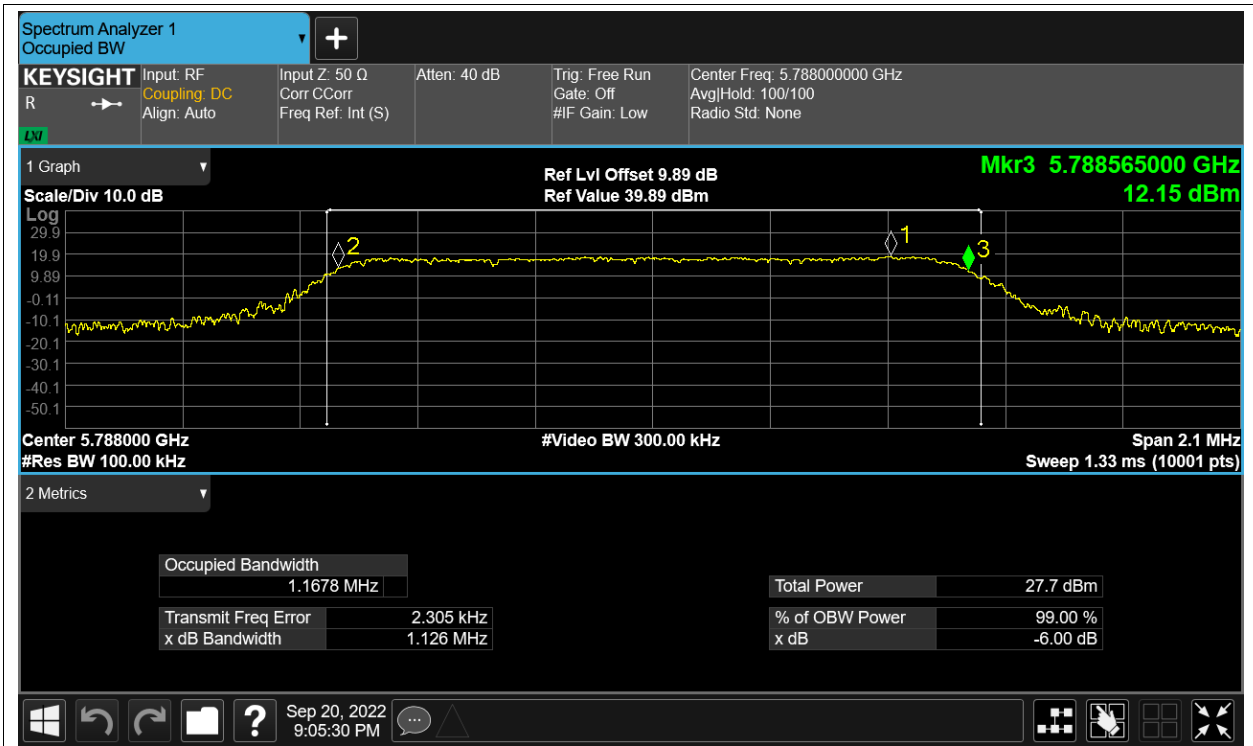 Spectrum Analyzer 1
Occupied BW
KEYSIGHT
R
LXI
Input: RF
Coupling: DC
Align: Auto
Input Z: 50 Ω
Corr CCorr
Freq Ref: Int (S)
Atten: 40 dB
Trig: Free Run
Gate: Off
#IF Gain: Low
Center Freq: 5.788000000 GHz
Avg|Hold: 100/100
Radio Std: None
1 Graph
Scale/Div 10.0 dB
Ref Lvl Offset 9.89 dB
Ref Value 39.89 dBm
Mkr3 5.788565000 GHz
12.15 dBm
Log
29.9
19.9
9.89
-0.11
-10.1
-20.1
-30.1
-40.1
-50.1
2
1
3
Center 5.788000 GHz
#Res BW 100.00 kHz
#Video BW 300.00 kHz
Span 2.1 MHz
Sweep 1.33 ms (10001 pts)
2 Metrics
Occupied Bandwidth
1.1678 MHz
Transmit Freq Error 2.305 kHz
x dB Bandwidth 1.126 MHz
Total Power 27.7 dBm
% of OBW Power 99.00 %
x dB -6.00 dB
?
Sep 20, 2022
9:05:30 PM